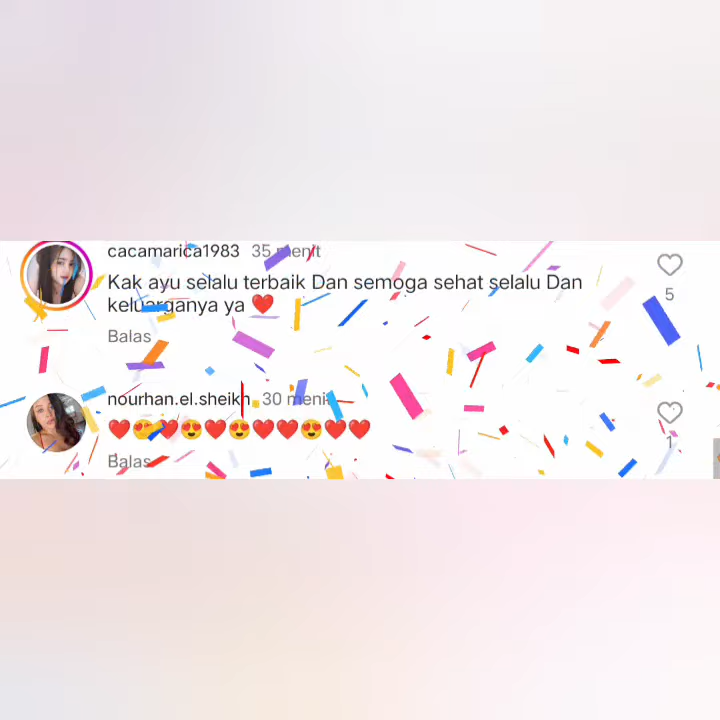 cacamarica1983 35 menit
Kak ayu selalu terbaik Dan semoga sehat selalu Dan
keluarganya ya ❤️
5
Balas
nourhan.el.sheikh 30 menit
❤️😍❤️😍❤️😍❤️❤️😍❤️❤️
1
Balas